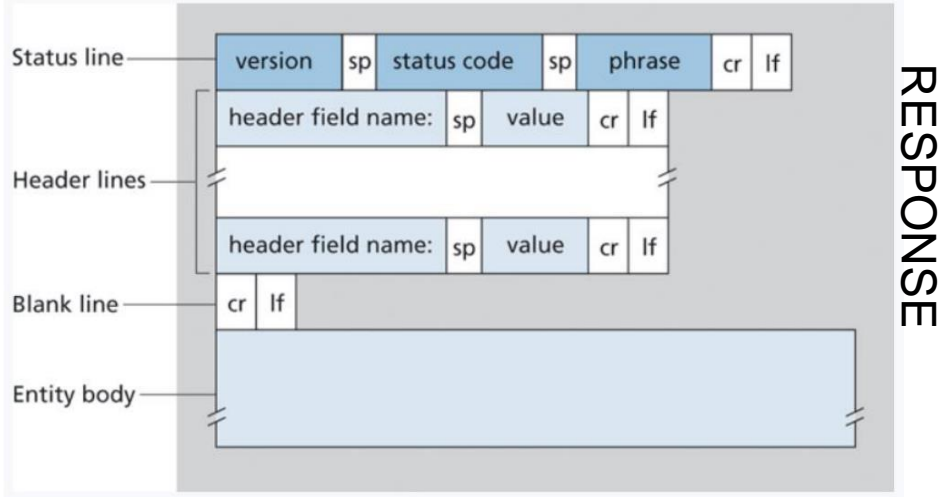 Status line
version sp status code sp phrase cr lf
header field name: sp value cr lf
Header lines
header field name: sp value cr lf
Blank line
cr lf
Entity body
RESPONSE